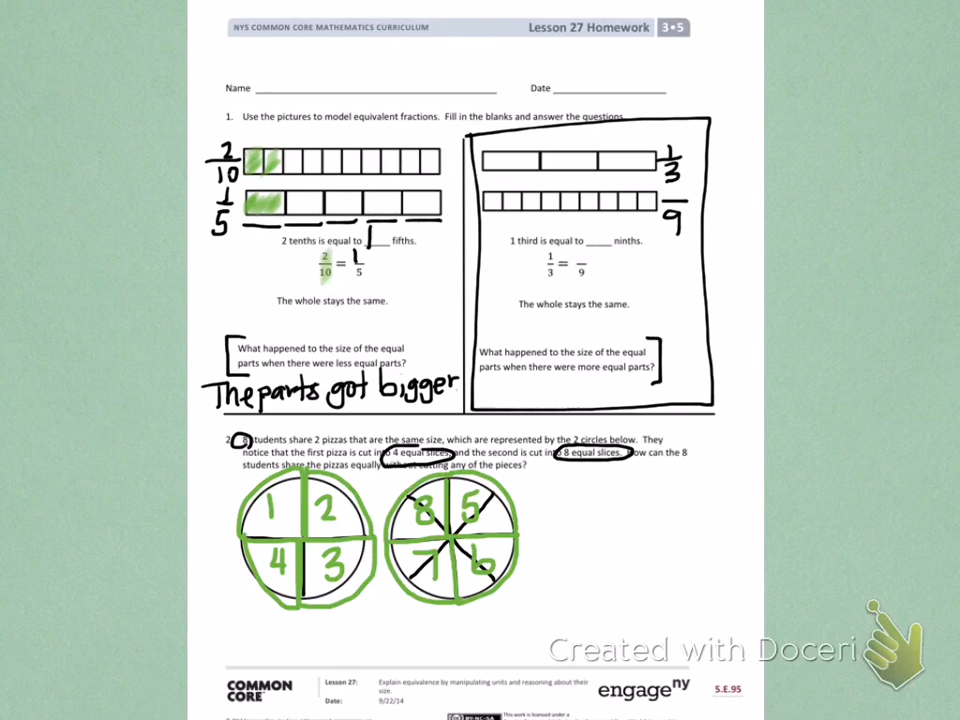 NYS COMMON CORE MATHEMATICS CURRICULUM Lesson 27 Homework 3•5
Name Date
1. Use the pictures to model equivalent fractions. Fill in the blanks and answer the questions.
2/10
1/5
2 tenths is equal to 1 fifths.
2/10 = 1/5
The whole stays the same.
What happened to the size of the equal
parts when there were less equal parts?
The parts got bigger
1/3
/9
1 third is equal to ____ ninths.
1/3 = /9
The whole stays the same.
What happened to the size of the equal
parts when there were more equal parts?
2 8 students share 2 pizzas that are the same size, which are represented by the 2 circles below. They
notice that the first pizza is cut into 4 equal slices, and the second is cut into 8 equal slices. How can the 8
students share the pizzas equally without cutting any of the pieces?
1 2 8 5
4 3 7 6
Created with Doceri
COMMON CORE
Lesson 27: Explain equivalence by manipulating units and reasoning about their
size.
Date: 9/22/14
engage ny
5.E.95